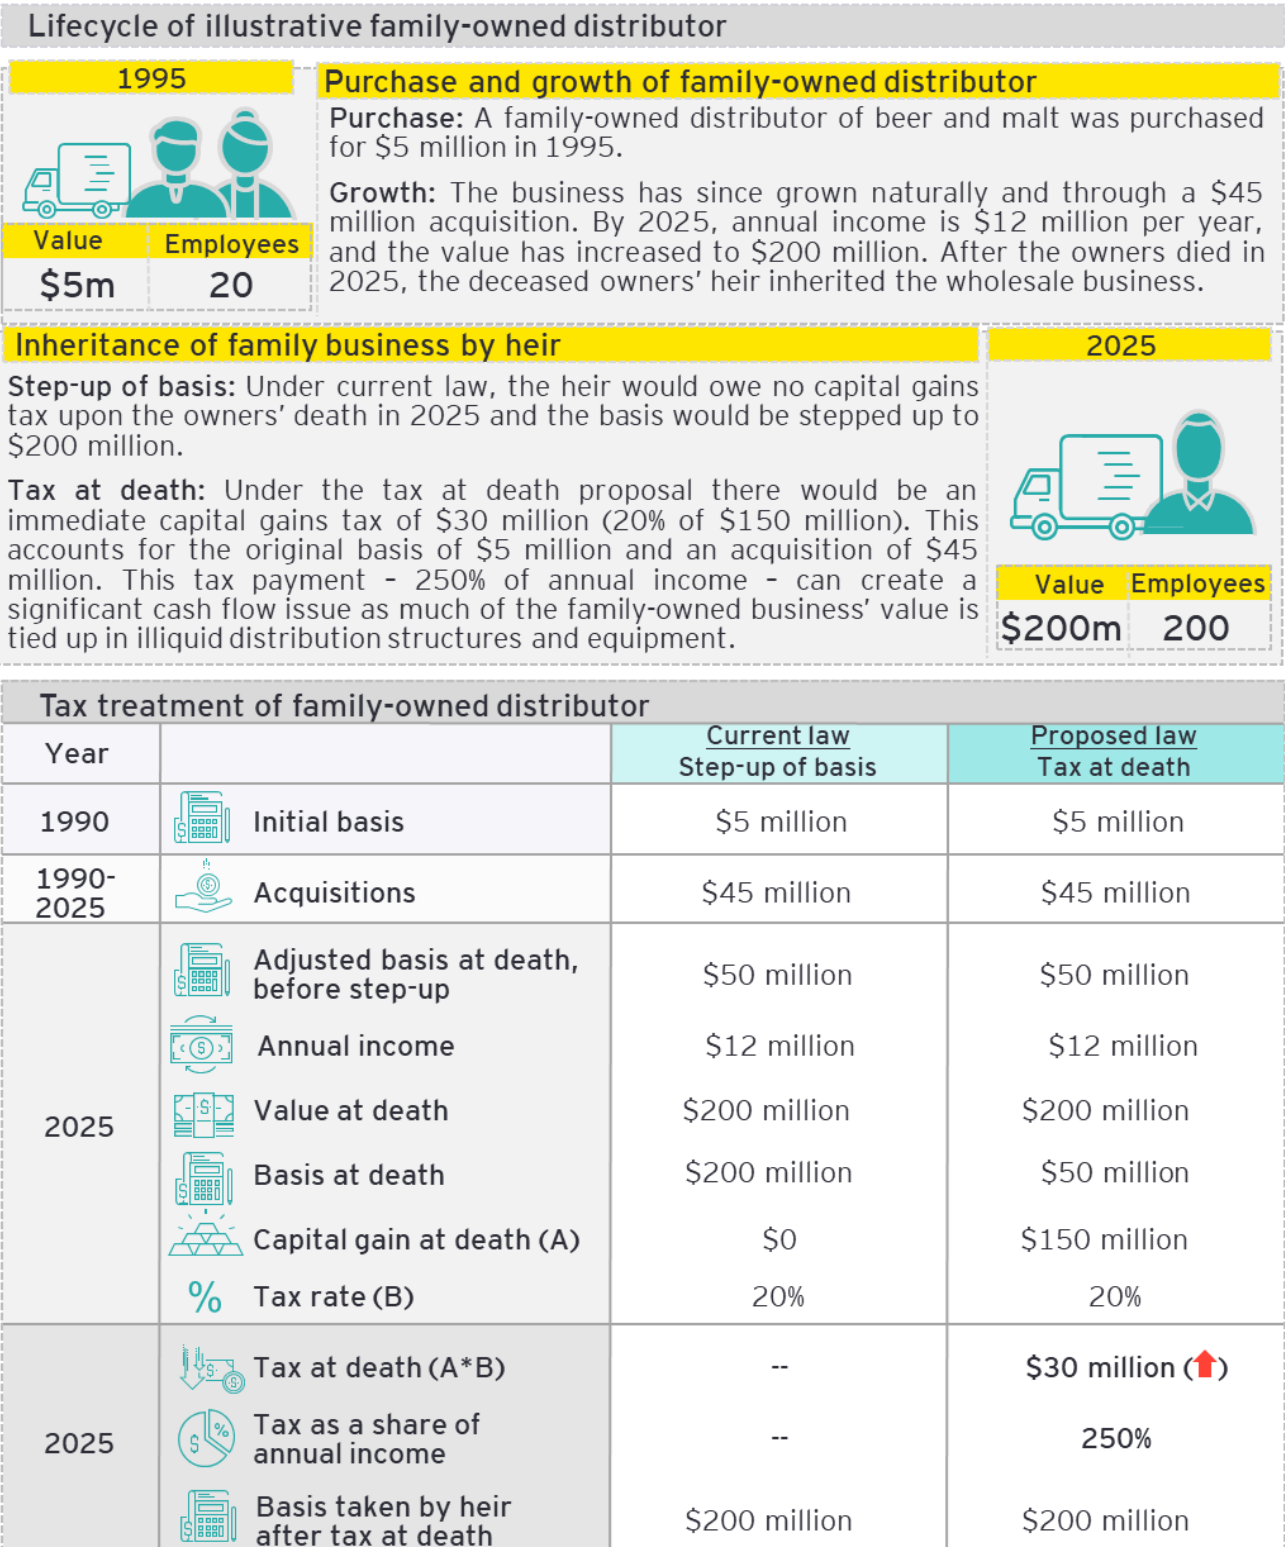 Lifecycle of illustrative family-owned distributor
1995
Value
Employees
$5m
20
Purchase and growth of family-owned distributor
Purchase: A family-owned distributor of beer and malt was purchased
for $5 million in 1995.
Growth: The business has since grown naturally and through a $45
million acquisition. By 2025, annual income is $12 million per year,
and the value has increased to $200 million. After the owners died in
2025, the deceased owners' heir inherited the wholesale business.
Inheritance of family business by heir
Step-up of basis: Under current law, the heir would owe no capital gains
tax upon the owners' death in 2025 and the basis would be stepped up to
$200 million.
Tax at death: Under the tax at death proposal there would be an
immediate capital gains tax of $30 million (20% of $150 million). This
accounts for the original basis of $5 million and an acquisition of $45
million. This tax payment – 250% of annual income – can create a
significant cash flow issue as much of the family-owned business' value is
tied up in illiquid distribution structures and equipment.
2025
Value
Employees
$200m
200
Tax treatment of family-owned distributor
Year
Current law
Step-up of basis
Proposed law
Tax at death
1990
Initial basis
$5 million
$5 million
1990-
2025
Acquisitions
$45 million
$45 million
2025
Adjusted basis at death,
before step-up
$50 million
$50 million
Annual income
$12 million
$12 million
Value at death
$200 million
$200 million
Basis at death
$200 million
$50 million
Capital gain at death (A)
$0
$150 million
% Tax rate (B)
20%
20%
2025
Tax at death (A*B)
--
$30 million (⬆)
Tax as a share of
annual income
--
250%
Basis taken by heir
after tax at death
$200 million
$200 million